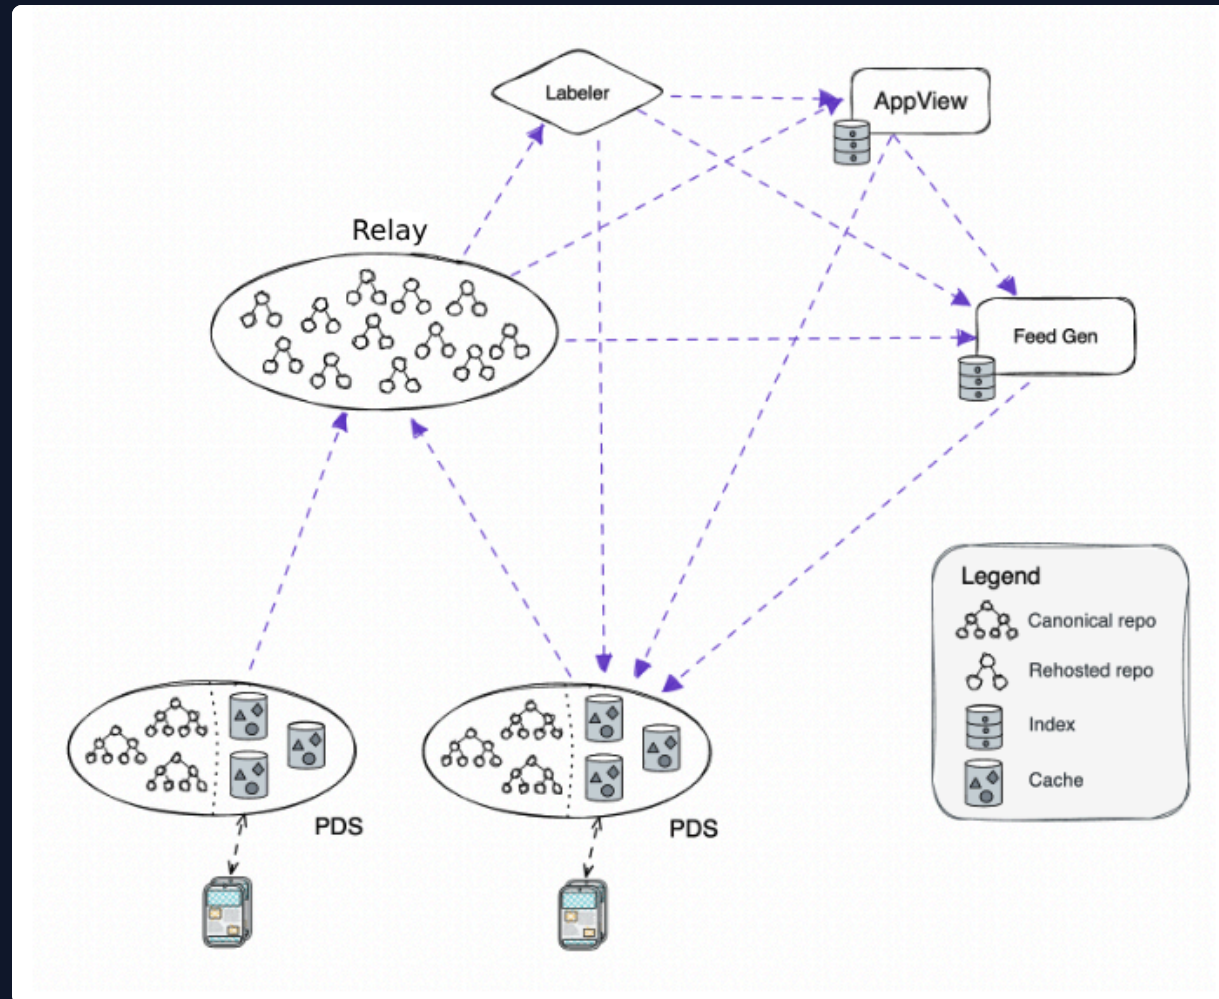 Labeler
AppView
Relay
Feed Gen
Legend
Canonical repo
Rehosted repo
Index
Cache
PDS
PDS